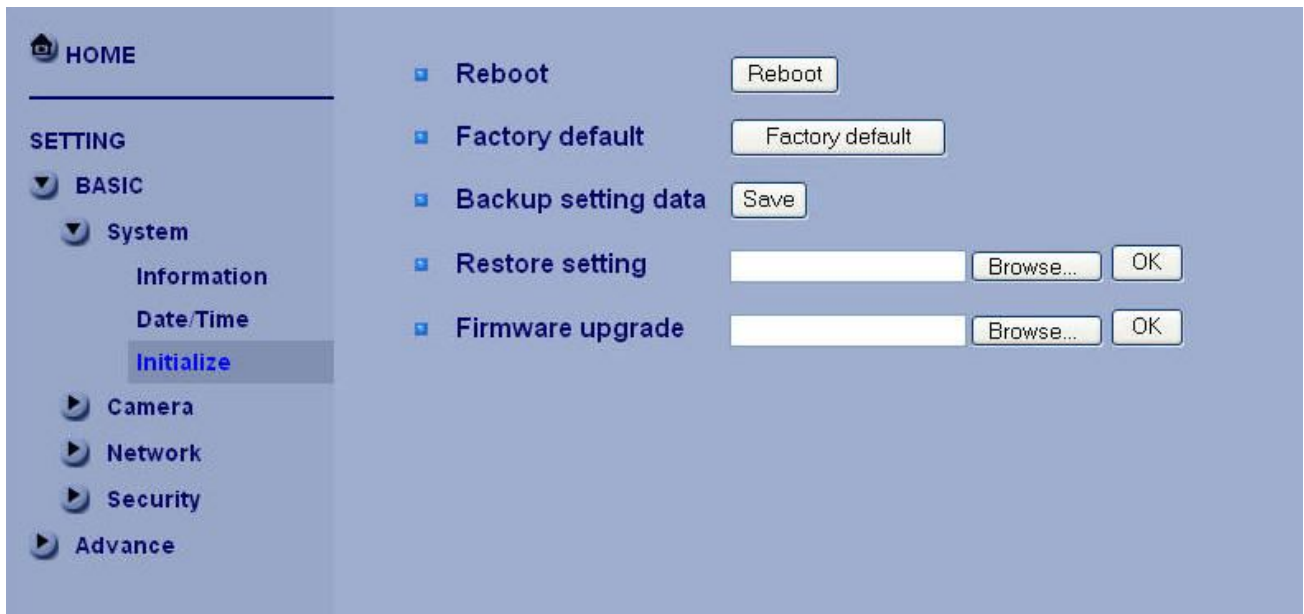 HOME
SETTING
BASIC
System
Information
Date/Time
Initialize
Camera
Network
Security
Advance
Reboot Reboot
Factory default Factory default
Backup setting data Save
Restore setting Browse... OK
Firmware upgrade Browse... OK